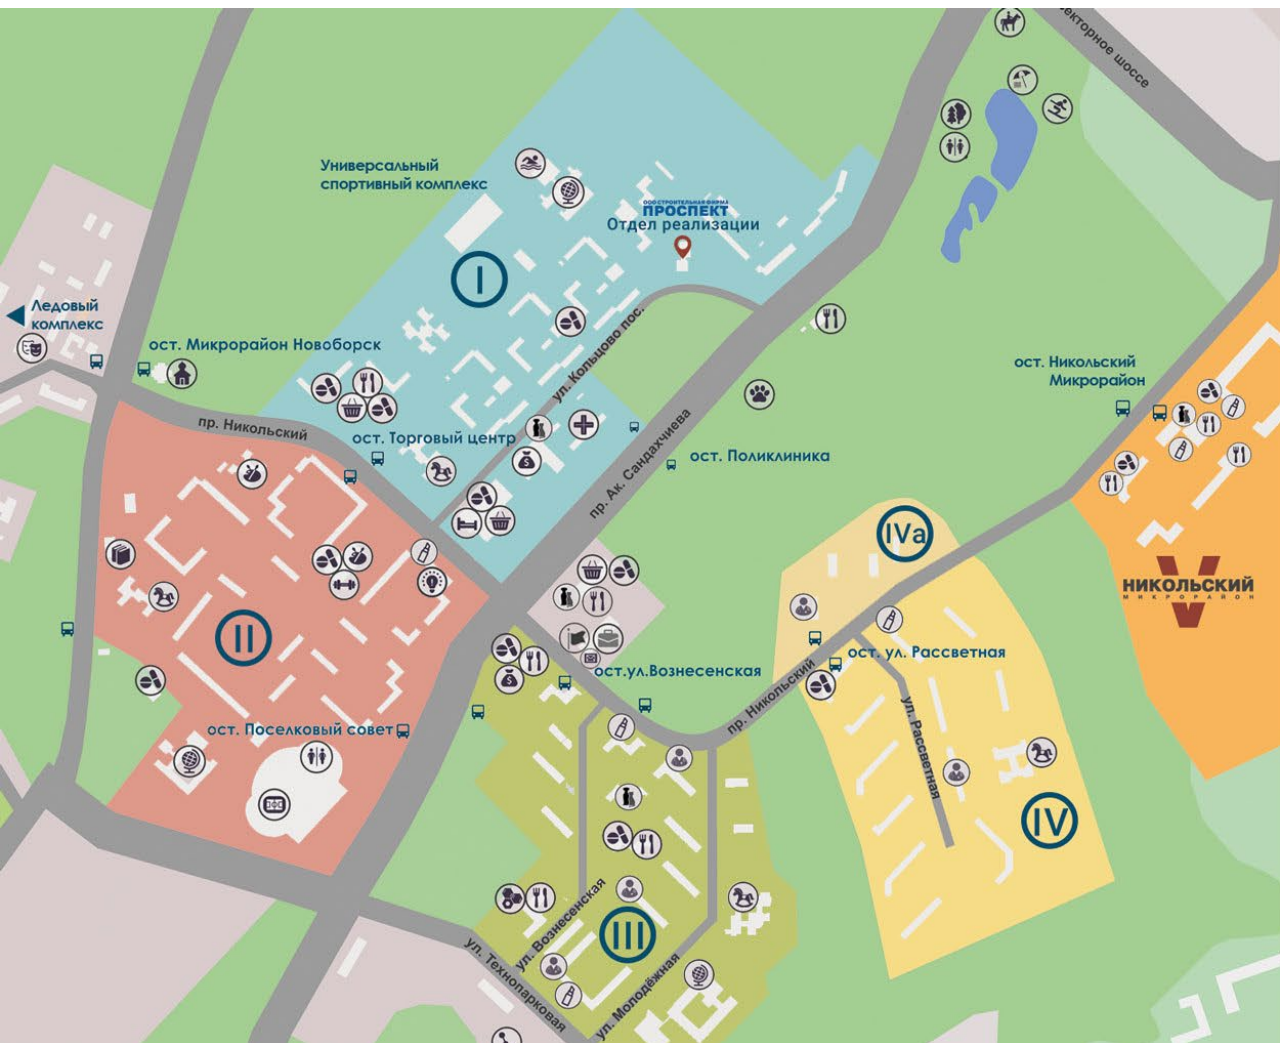 екторное шоссе
Универсальный
спортивный комплекс
ООО СТРОИТЕЛЬНАЯ ФИРМА
ПРОСПЕКТ
Отдел реализации
I
Ледовый
комплекс
ост. Микрорайон Новоборск
ул. Кольцово пос.
ост. Никольский
Микрорайон
пр. Никольский
ост. Торговый центр
пр. Ак. Сандахчиева
ост. Поликлиника
IVa
V
НИКОЛЬСКИЙ
МИКРОРАЙОН
II
ост. ул. Рассветная
ост.ул.Вознесенская
пр. Никольский
ул. Рассветная
ост. Поселковый совет
IV
ул. Вознесенская
III
ул. Технопарковая
ул. Молодёжная